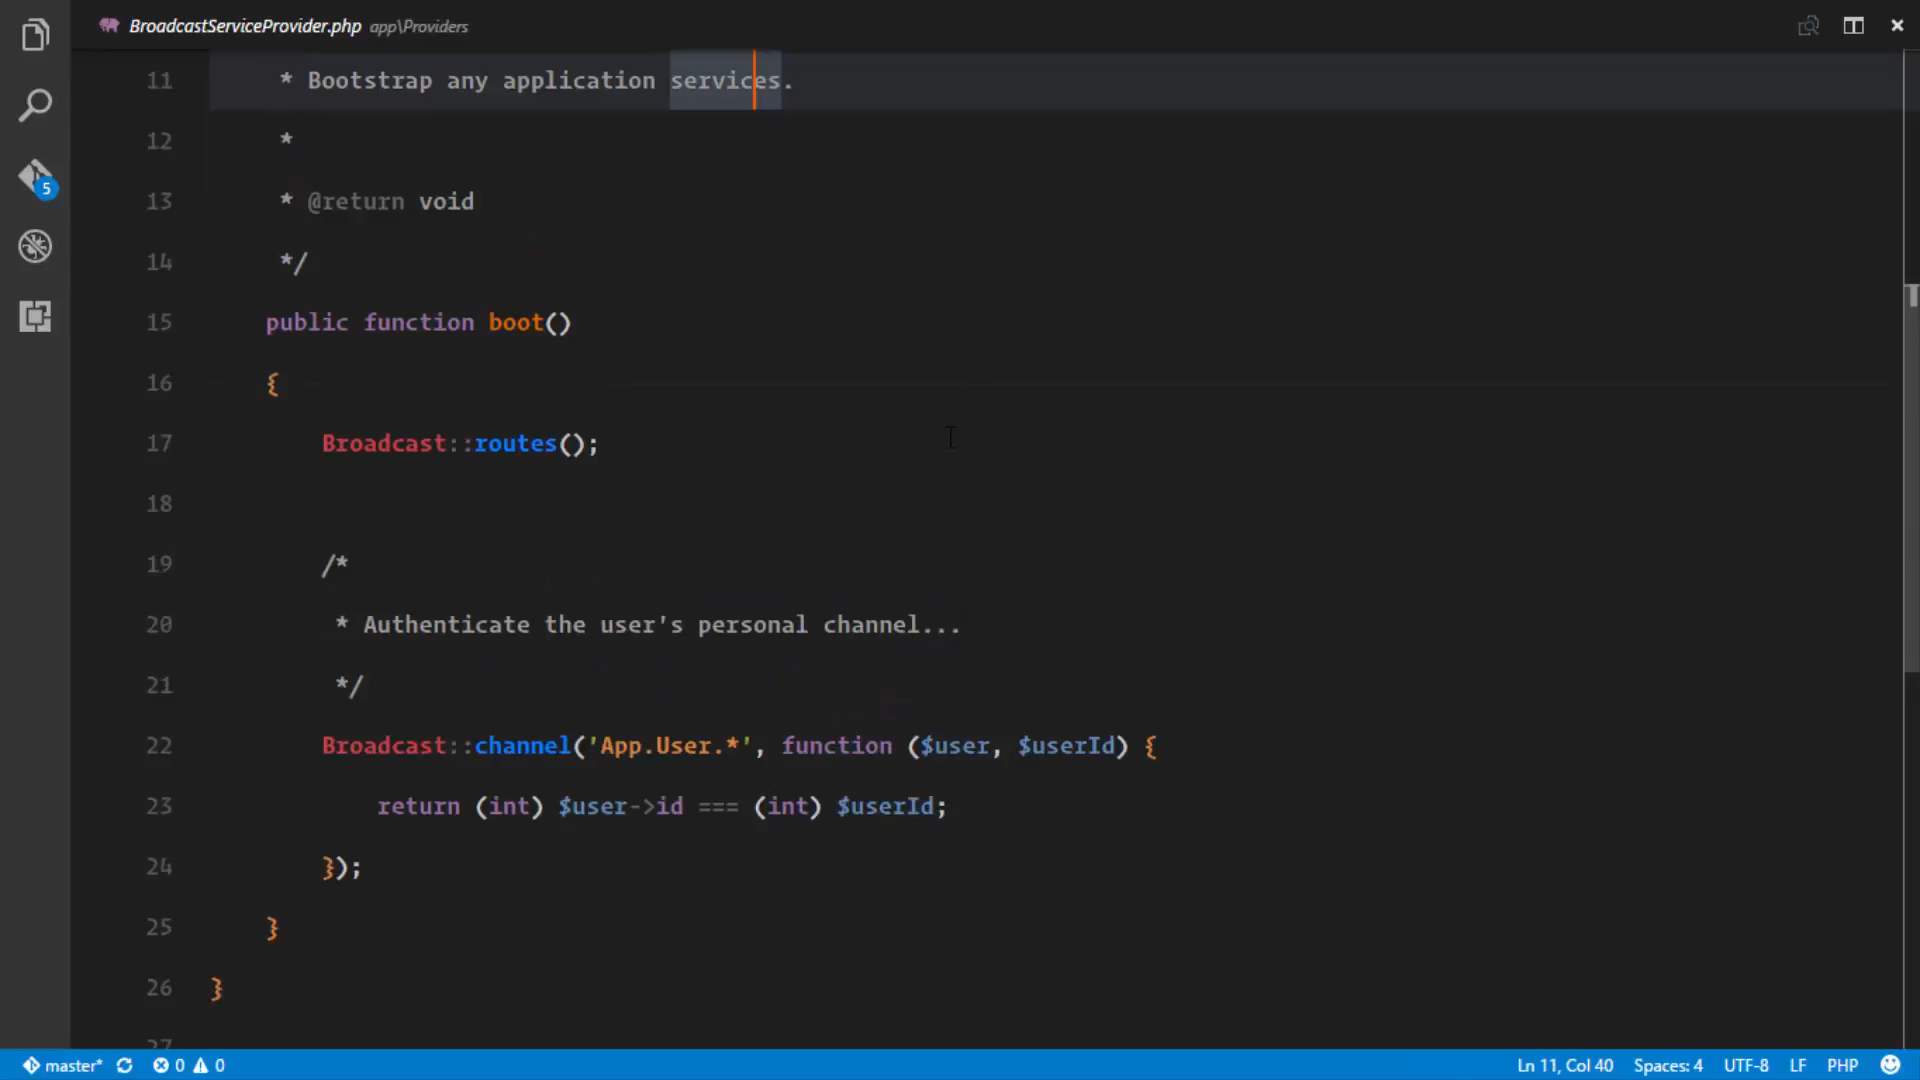 BroadcastServiceProvider.php app\Providers
11 * Bootstrap any application services.
12 *
13 * @return void
14 */
15 public function boot()
16 {
17 Broadcast::routes();
18
19 /*
20 * Authenticate the user's personal channel...
21 */
22 Broadcast::channel('App.User.*', function ($user, $userId) {
23 return (int) $user->id === (int) $userId;
24 });
25 }
26 }
27
5
master* 0 0 Ln 11, Col 40 Spaces: 4 UTF-8 LF PHP